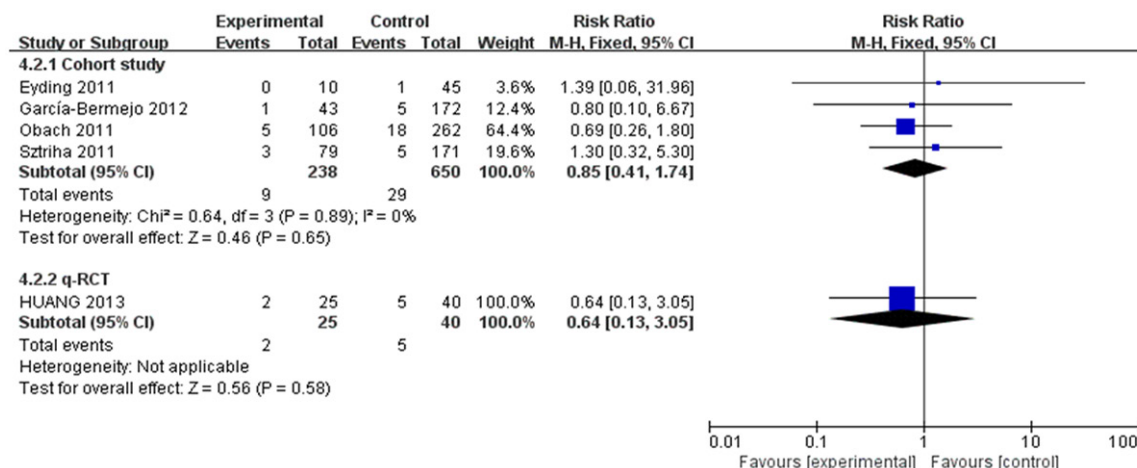 Experimental Control Risk Ratio Risk Ratio
Study or Subgroup Events Total Events Total Weight M-H, Fixed, 95% CI M-H, Fixed, 95% CI
4.2.1 Cohort study
Eyding 2011 0 10 1 45 3.6% 1.39 [0.06, 31.96]
García-Bermejo 2012 1 43 5 172 12.4% 0.80 [0.10, 6.67]
Obach 2011 5 106 18 262 64.4% 0.69 [0.26, 1.80]
Sztriha 2011 3 79 5 171 19.6% 1.30 [0.32, 5.30]
Subtotal (95% CI) 238 650 100.0% 0.85 [0.41, 1.74]
Total events 9 29
Heterogeneity: Chi² = 0.64, df = 3 (P = 0.89); I² = 0%
Test for overall effect: Z = 0.46 (P = 0.65)
4.2.2 q-RCT
HUANG 2013 2 25 5 40 100.0% 0.64 [0.13, 3.05]
Subtotal (95% CI) 25 40 100.0% 0.64 [0.13, 3.05]
Total events 2 5
Heterogeneity: Not applicable
Test for overall effect: Z = 0.56 (P = 0.58)
0.01 0.1 1 10 100
Favours [experimental] Favours [control]